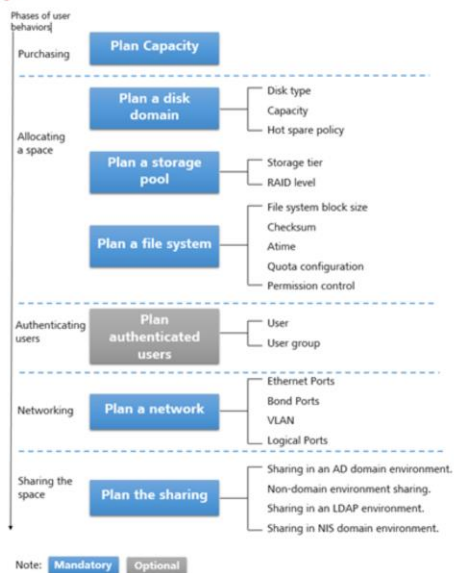 Phases of user
behaviors
Purchasing
Plan Capacity
Allocating
a space
Plan a disk
domain
Disk type
Capacity
Hot spare policy
Plan a storage
pool
Storage tier
RAID level
Plan a file system
File system block size
Checksum
Atime
Quota configuration
Permission control
Authenticating
users
Plan
authenticated
users
User
User group
Networking
Plan a network
Ethernet Ports
Bond Ports
VLAN
Logical Ports
Sharing the
space
Plan the sharing
Sharing in an AD domain environment.
Non-domain environment sharing.
Sharing in an LDAP environment.
Sharing in NIS domain environment.
Note: Mandatory Optional